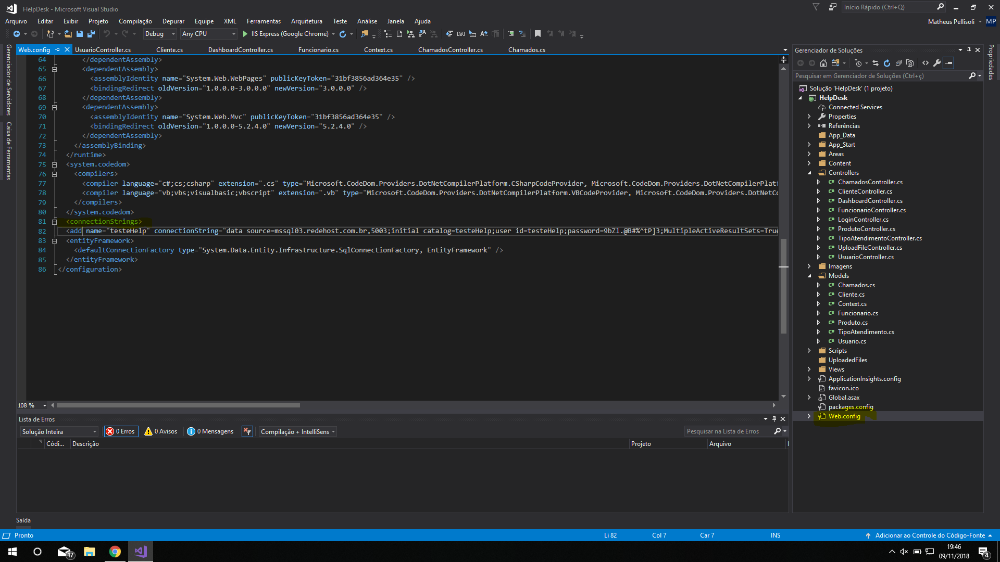 HelpDesk - Microsoft Visual Studio
Início Rápido (Ctrl+Q)
Arquivo Editar Exibir Projeto Compilação Depurar Equipe XML Ferramentas Arquitetura Teste Análise Janela Ajuda
Matheus Pellisoli MP
Debug Any CPU IIS Express (Google Chrome)
Gerenciador de Servidores
Caixa de Ferramentas
Web.config UsuarioController.cs Cliente.cs DashboardController.cs Funcionario.cs Context.cs ChamadosController.cs Chamados.cs
64 </dependentAssembly>
65 <dependentAssembly>
66 <assemblyIdentity name="System.Web.WebPages" publicKeyToken="31bf3856ad364e35" />
67 <bindingRedirect oldVersion="1.0.0.0-3.0.0.0" newVersion="3.0.0.0" />
68 </dependentAssembly>
69 <dependentAssembly>
70 <assemblyIdentity name="System.Web.Mvc" publicKeyToken="31bf3856ad364e35" />
71 <bindingRedirect oldVersion="1.0.0.0-5.2.4.0" newVersion="5.2.4.0" />
72 </dependentAssembly>
73 </assemblyBinding>
74 </runtime>
75 <system.codedom>
76 <compilers>
77 <compiler language="c#;cs;csharp" extension=".cs" type="Microsoft.CodeDom.Providers.DotNetCompilerPlatform.CSharpCodeProvider, Microsoft.CodeDom.Providers.DotNetCompilerPlatf
78 <compiler language="vb;vbs;visualbasic;vbscript" extension=".vb" type="Microsoft.CodeDom.Providers.DotNetCompilerPlatform.VBCodeProvider, Microsoft.CodeDom.Providers.DotNetCo
79 </compilers>
80 </system.codedom>
81 <connectionStrings>
82 <add name="testeHelp" connectionString="data source=mssql03.redehost.com.br,5003;initial catalog=testeHelp;user id=testeHelp;password=9bZl.@B#%^tP]3;MultipleActiveResultSets=True
83 <entityFramework>
84 <defaultConnectionFactory type="System.Data.Entity.Infrastructure.SqlConnectionFactory, EntityFramework" />
85 </entityFramework>
86 </configuration>
108 %
Lista de Erros
Solução Inteira 0 Erros 0 Avisos 0 Mensagens Compilação + IntelliSens Pesquisar na Lista de Erros
Códi... Descrição Projeto Arquivo
Saída
Gerenciador de Soluções
Pesquisar em Gerenciador de Soluções (Ctrl+ç)
Solução 'HelpDesk' (1 projeto)
HelpDesk
Connected Services
Properties
Referências
App_Data
App_Start
Areas
Content
Controllers
C# ChamadosController.cs
C# ClienteController.cs
C# DashboardController.cs
C# FuncionarioController.cs
C# LoginController.cs
C# ProdutoController.cs
C# TipoAtendimentoController.cs
C# UploadFileController.cs
C# UsuarioController.cs
Imagens
Models
C# Chamados.cs
C# Cliente.cs
C# Context.cs
C# Funcionario.cs
C# Produto.cs
C# TipoAtendimento.cs
C# Usuario.cs
Scripts
UploadedFiles
Views
ApplicationInsights.config
favicon.ico
Global.asax
packages.config
Web.config
Propriedades
Pronto Li 82 Col 7 Car 7 INS Adicionar ao Controle do Código-Fonte
17
19:46
09/11/2018
4